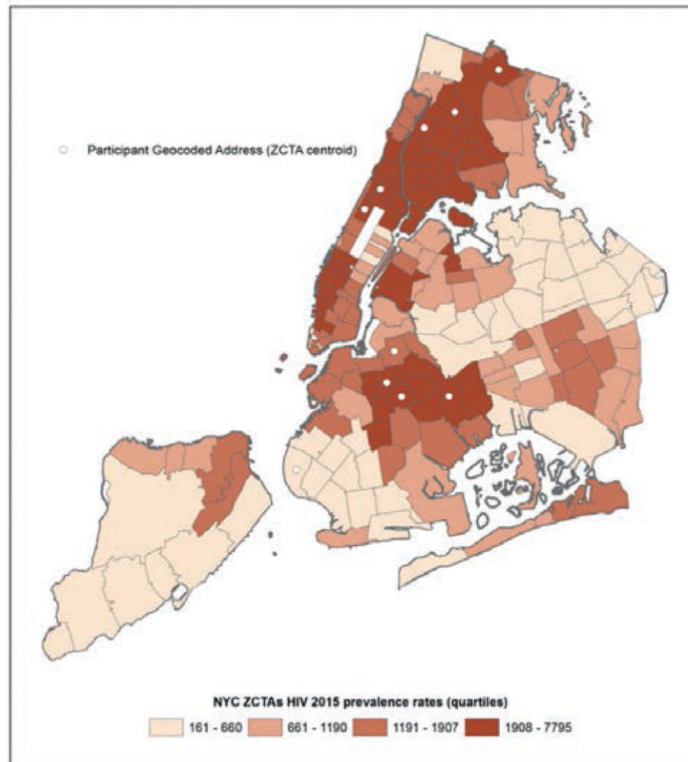 Participant Geocoded Address (ZCTA centroid)
NYC ZCTAs HIV 2015 prevalence rates (quartiles)
161 - 660 661 - 1190 1191 - 1907 1908 - 7795